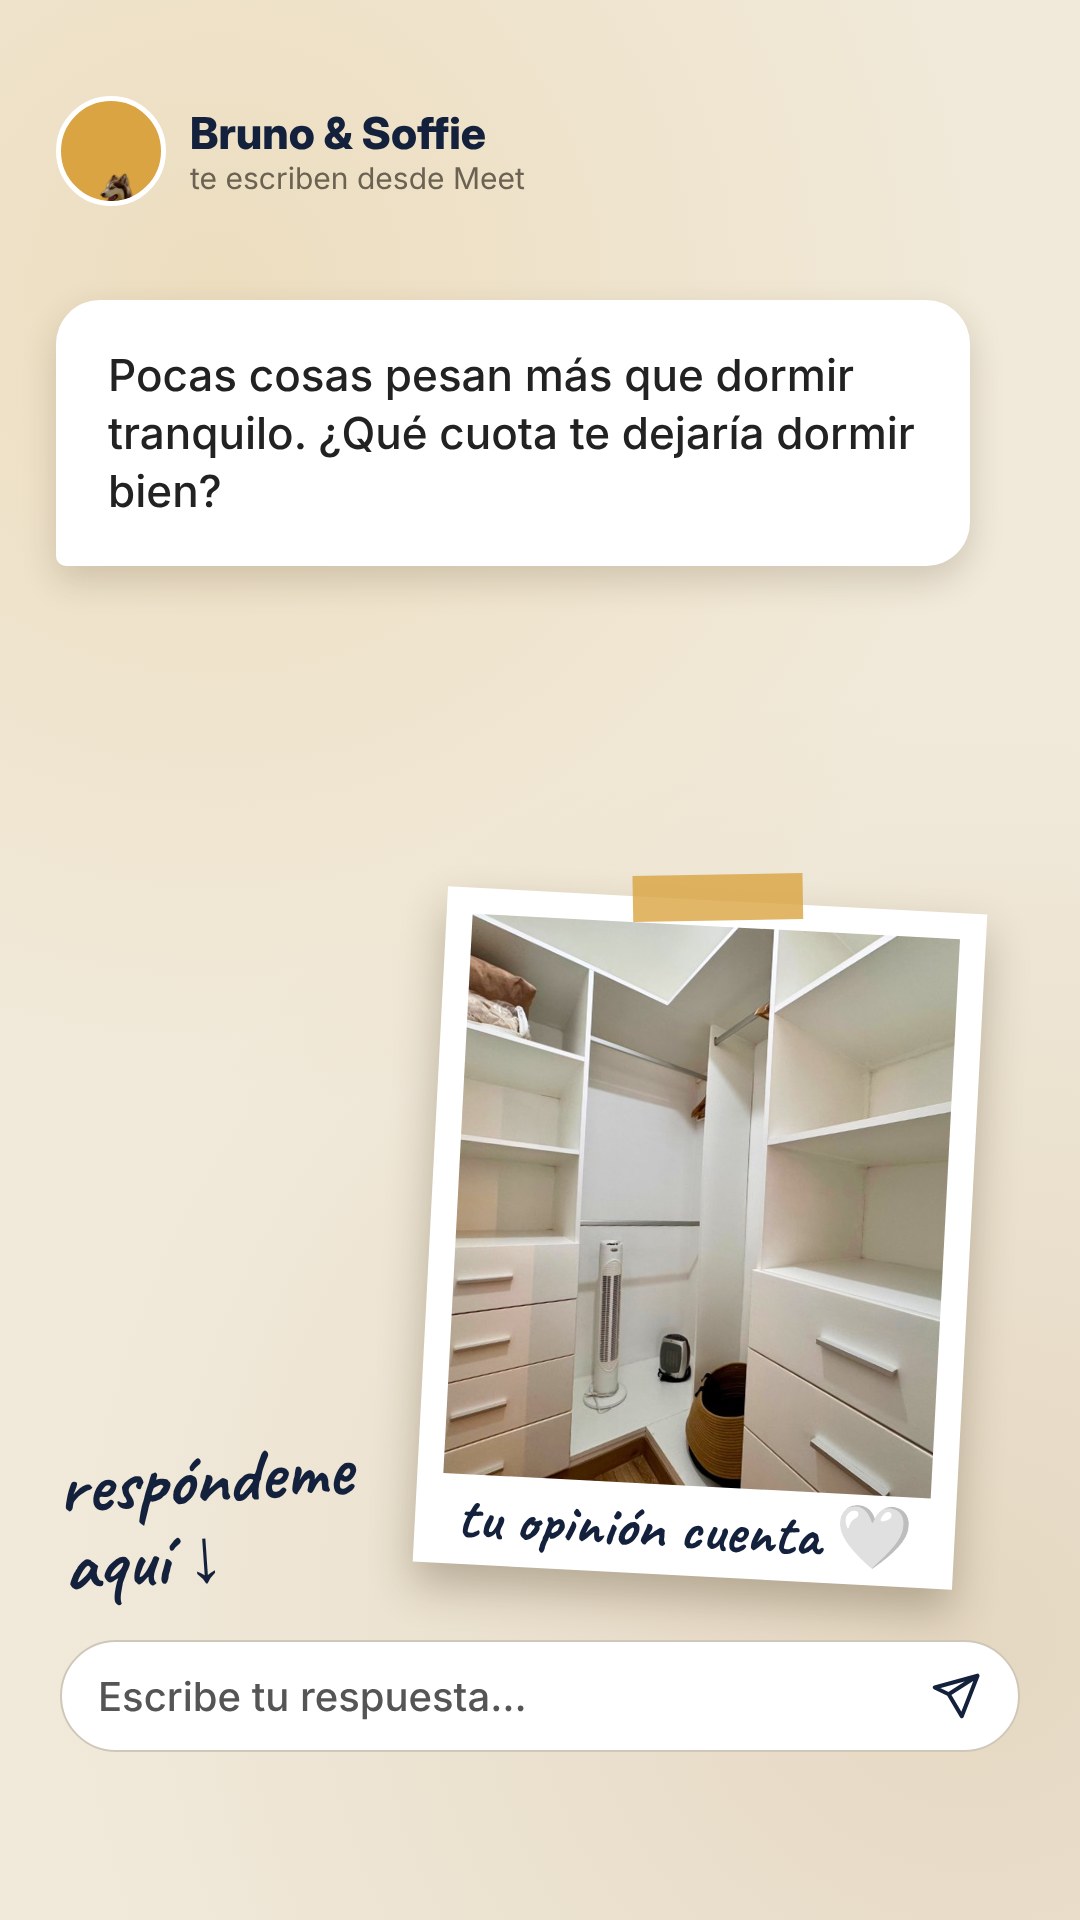 Bruno & Soffie
te escriben desde Meet
Pocas cosas pesan más que dormir
tranquilo. ¿Qué cuota te dejaría dormir
bien?
tu opinión cuenta 🤍
respóndeme
aquí ↓
Escribe tu respuesta...